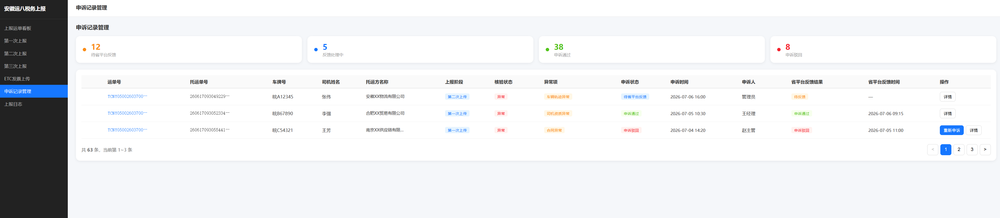 安徽运八税务上报
上报运单看板
第一次上报
第二次上报
第三次上报
ETC发票上传
申诉记录管理
上报日志
申诉记录管理
申诉记录管理
12
待省平台反馈
5
反馈处理中
38
申诉通过
8
申诉驳回
运单号 托运单号 车牌号 司机姓名 托运方名称 上报阶段 核验状态 异常项 申诉状态 申诉时间 申诉人 省平台反馈结果 省平台反馈时间 操作
TCNY05002603700… 260617093049229… 皖A12345 张伟 安徽XX物流有限公司 第二次上传 异常 车辆轨迹异常 待省平台反馈 2026-07-06 16:00 管理员 待反馈 — 详情
TCNY05002603700… 260617093052334… 皖B67890 李强 合肥XX贸易有限公司 第一次上传 异常 司机资质异常 申诉通过 2026-07-05 10:30 王经理 申诉通过 2026-07-06 09:15 详情
TCNY05002603700… 260617093055441… 皖C54321 王芳 南京XX供应链有限... 第一次上传 异常 合同异常 申诉驳回 2026-07-04 14:20 赵主管 申诉驳回 2026-07-05 11:00 重新申诉 详情
共 63 条，当前第 1~3 条 < 1 2 3 >